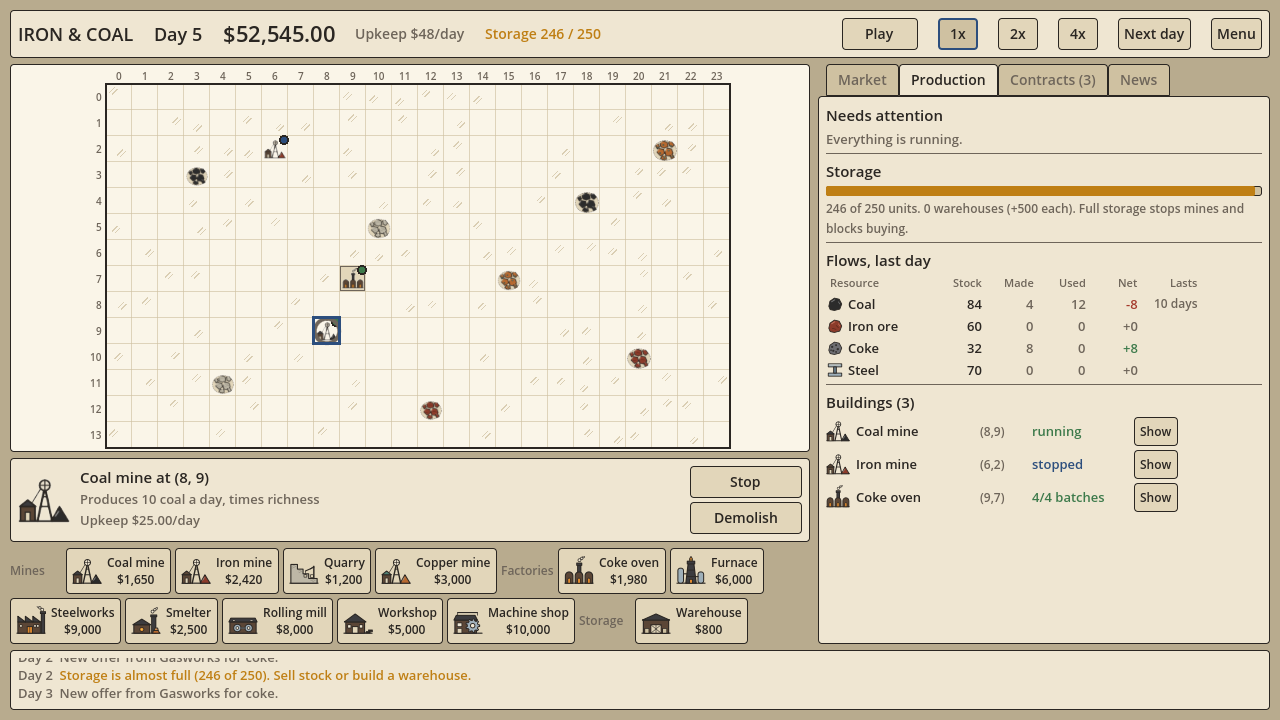 IRON & COAL Day 5 $52,545.00 Upkeep $48/day Storage 246 / 250 Play 1x 2x 4x Next day Menu
0 1 2 3 4 5 6 7 8 9 10 11 12 13 14 15 16 17 18 19 20 21 22 23
0
1
2
3
4
5
6
7
8
9
10
11
12
13
Market Production Contracts (3) News
Needs attention
Everything is running.
Storage
246 of 250 units. 0 warehouses (+500 each). Full storage stops mines and
blocks buying.
Flows, last day
Resource Stock Made Used Net Lasts
Coal 84 4 12 -8 10 days
Iron ore 60 0 0 +0
Coke 32 8 0 +8
Steel 70 0 0 +0
Buildings (3)
Coal mine (8,9) running Show
Iron mine (6,2) stopped Show
Coke oven (9,7) 4/4 batches Show
Coal mine at (8, 9)
Produces 10 coal a day, times richness
Upkeep $25.00/day
Stop
Demolish
Mines
Coal mine
$1,650
Iron mine
$2,420
Quarry
$1,200
Copper mine
$3,000
Factories
Coke oven
$1,980
Furnace
$6,000
Steelworks
$9,000
Smelter
$2,500
Rolling mill
$8,000
Workshop
$5,000
Machine shop
$10,000
Storage
Warehouse
$800
Day 2 New offer from Gasworks for coke.
Day 2 Storage is almost full (246 of 250). Sell stock or build a warehouse.
Day 3 New offer from Gasworks for coke.